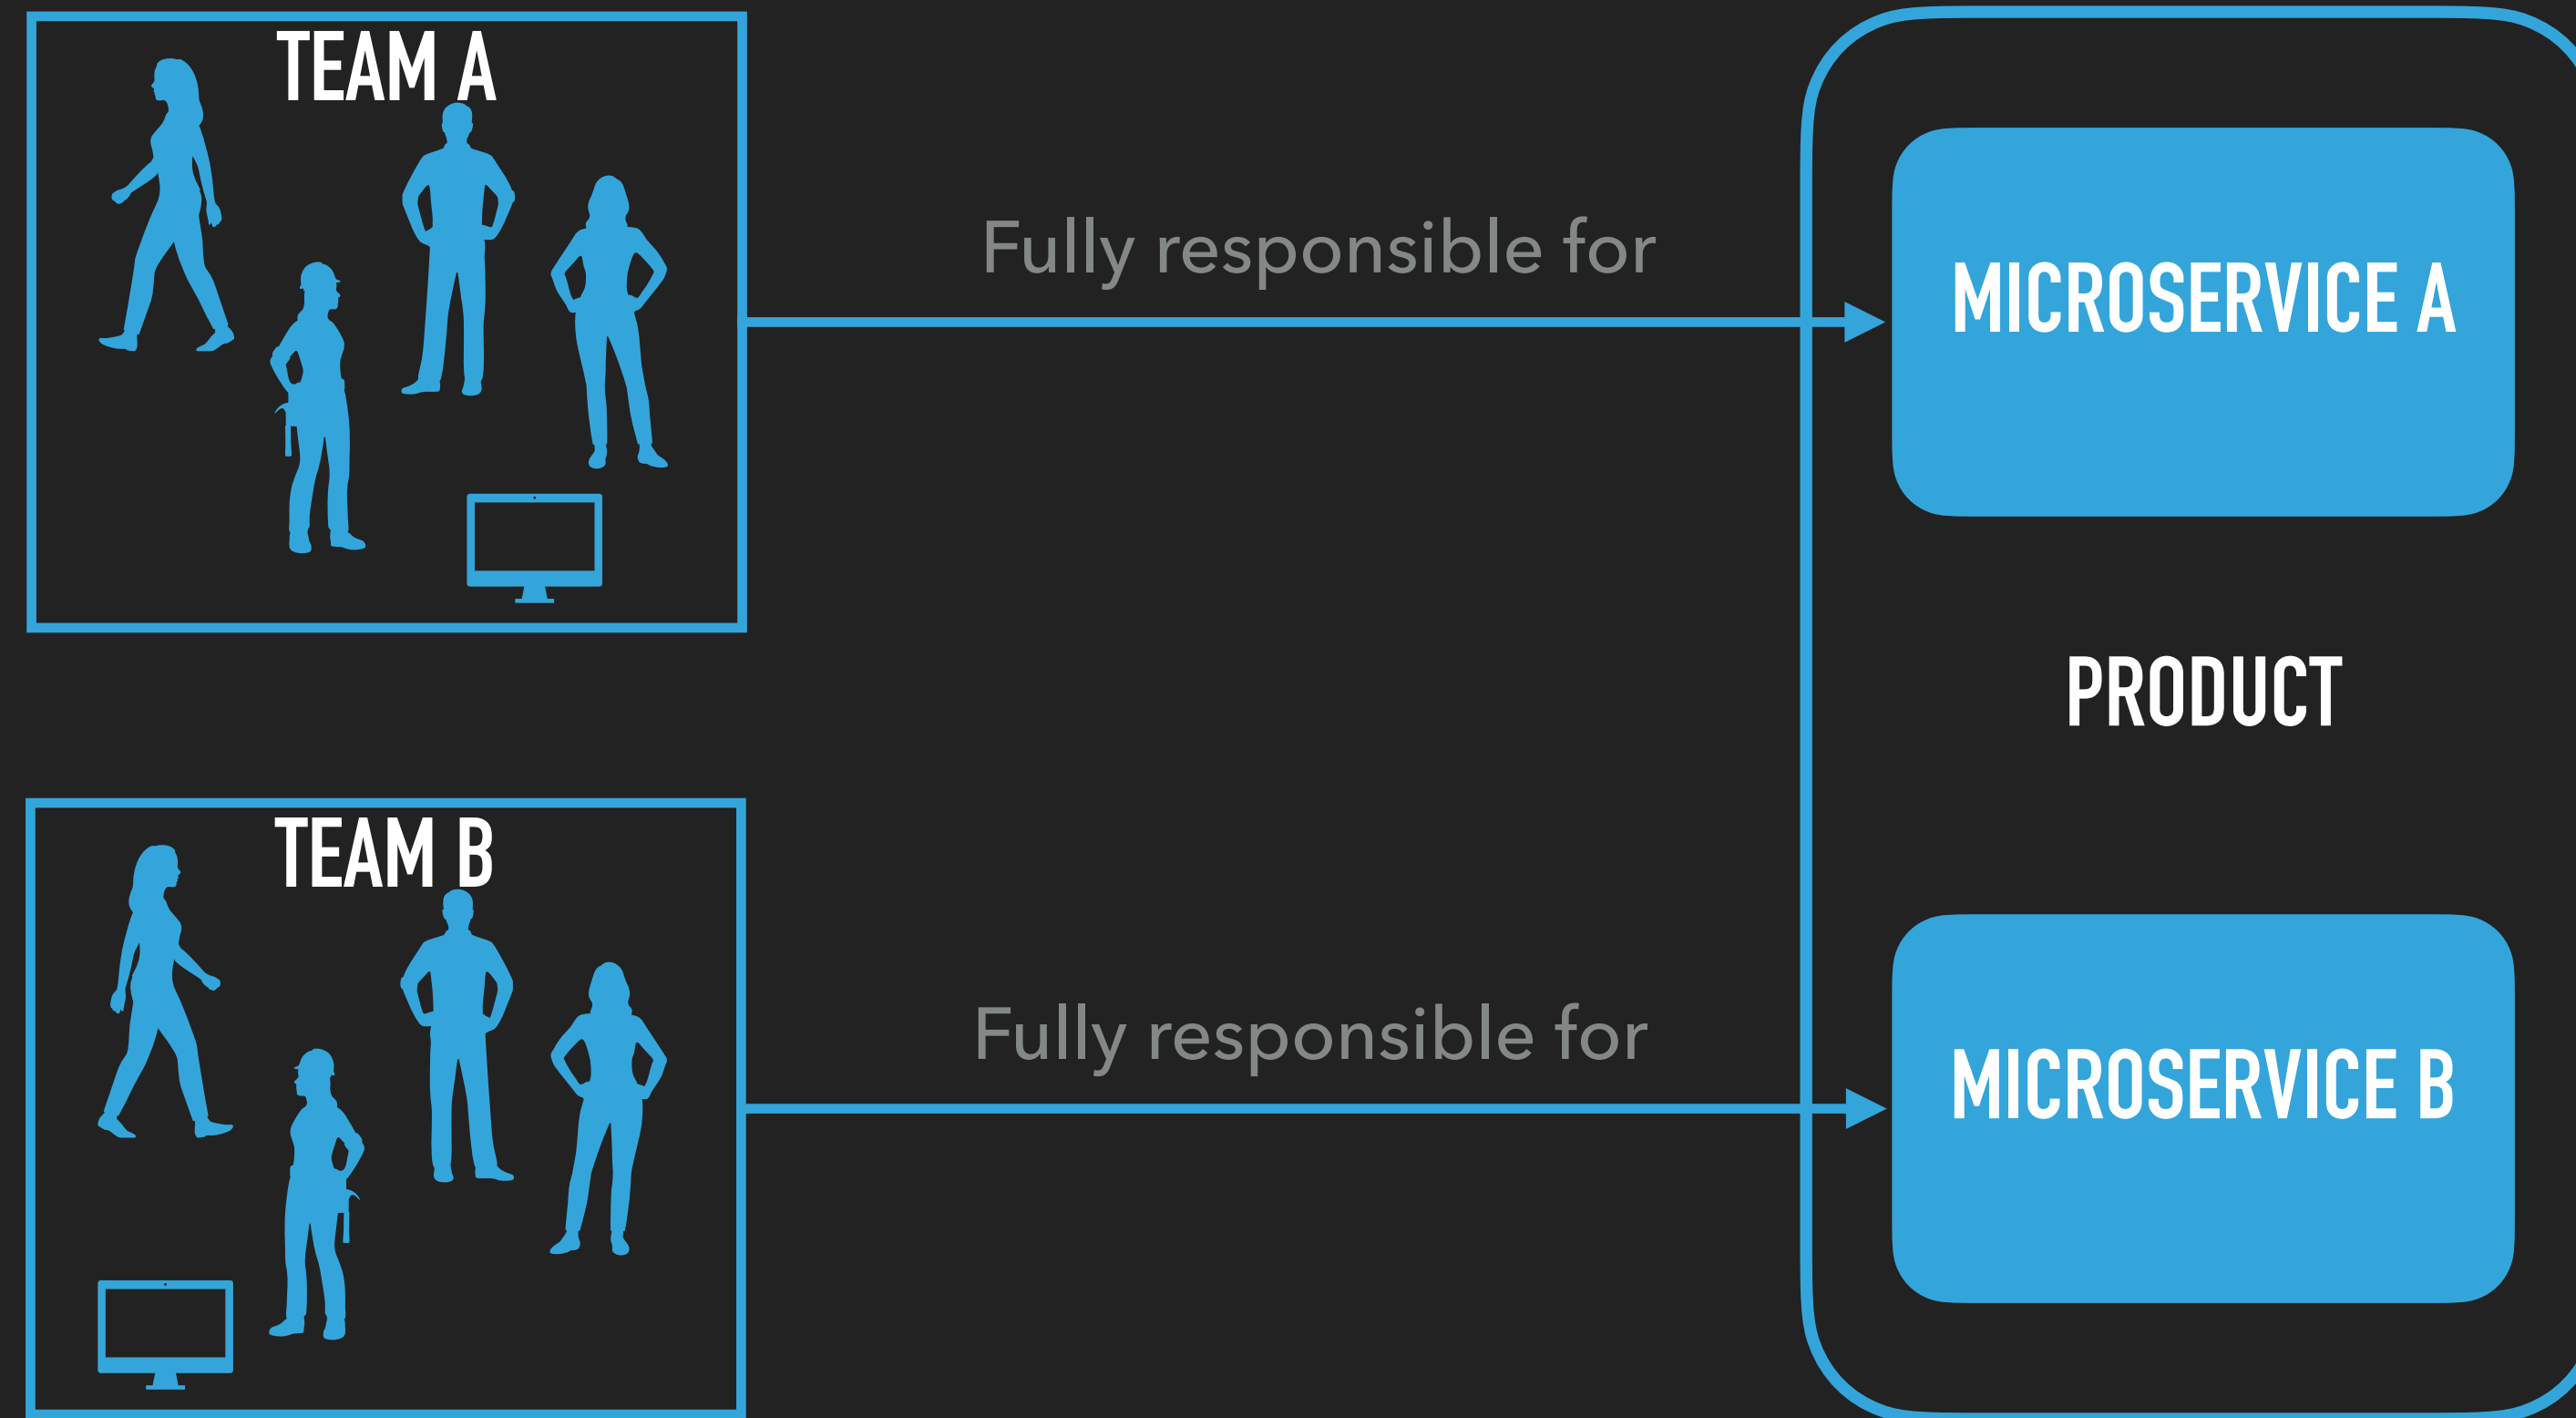 TEAM A
Fully responsible for
MICROSERVICE A
PRODUCT
TEAM B
Fully responsible for
MICROSERVICE B